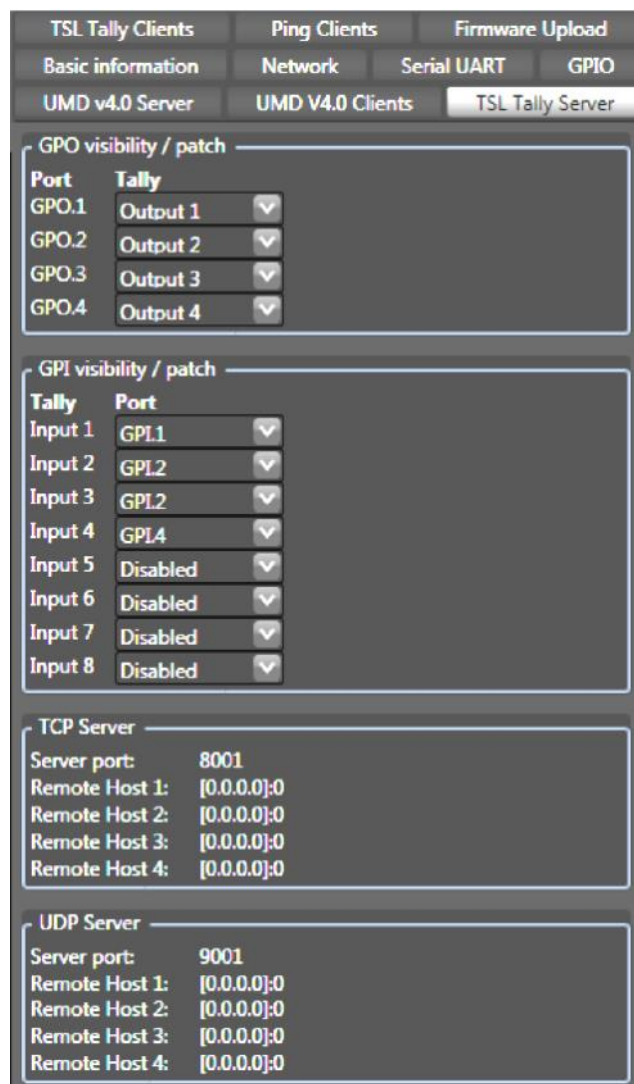 TSL Tally Clients Ping Clients Firmware Upload
Basic information Network Serial UART GPIO
UMD v4.0 Server UMD V4.0 Clients TSL Tally Server
GPO visibility / patch
Port Tally
GPO.1 Output 1
GPO.2 Output 2
GPO.3 Output 3
GPO.4 Output 4
GPI visibility / patch
Tally Port
Input 1 GPI.1
Input 2 GPI.2
Input 3 GPI.2
Input 4 GPI.4
Input 5 Disabled
Input 6 Disabled
Input 7 Disabled
Input 8 Disabled
TCP Server
Server port: 8001
Remote Host 1: [0.0.0.0]:0
Remote Host 2: [0.0.0.0]:0
Remote Host 3: [0.0.0.0]:0
Remote Host 4: [0.0.0.0]:0
UDP Server
Server port: 9001
Remote Host 1: [0.0.0.0]:0
Remote Host 2: [0.0.0.0]:0
Remote Host 3: [0.0.0.0]:0
Remote Host 4: [0.0.0.0]:0